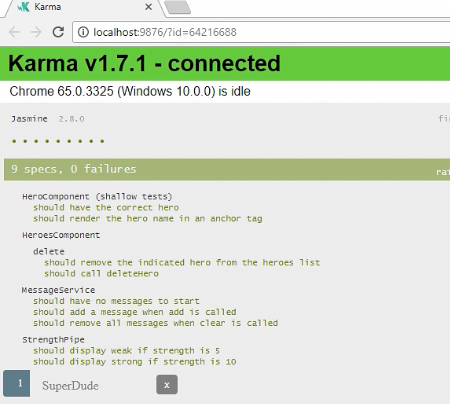 Karma
localhost:9876/?id=64216688
Karma v1.7.1 - connected
Chrome 65.0.3325 (Windows 10.0.0) is idle
Jasmine 2.8.0
9 specs, 0 failures
HeroComponent (shallow tests)
should have the correct hero
should render the hero name in an anchor tag
HeroesComponent
delete
should remove the indicated hero from the heroes list
should call deleteHero
MessageService
should have no messages to start
should add a message when add is called
should remove all messages when clear is called
StrengthPipe
should display weak if strength is 5
should display strong if strength is 10
1 SuperDude x